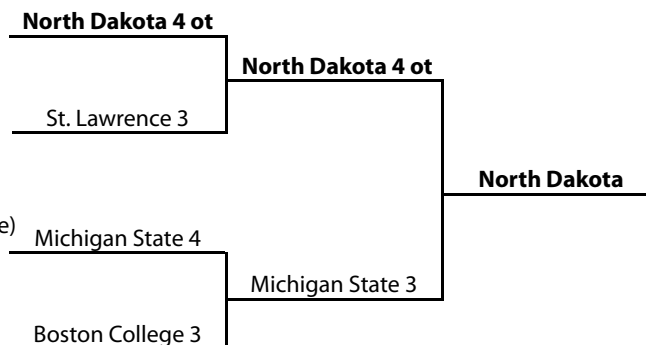 North Dakota 4 ot
North Dakota 4 ot
St. Lawrence 3
North Dakota
e)
Michigan State 4
Michigan State 3
Boston College 3